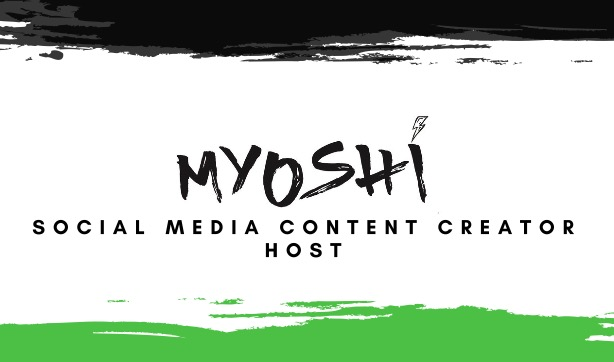 MYOSHI
SOCIAL MEDIA CONTENT CREATOR
HOST